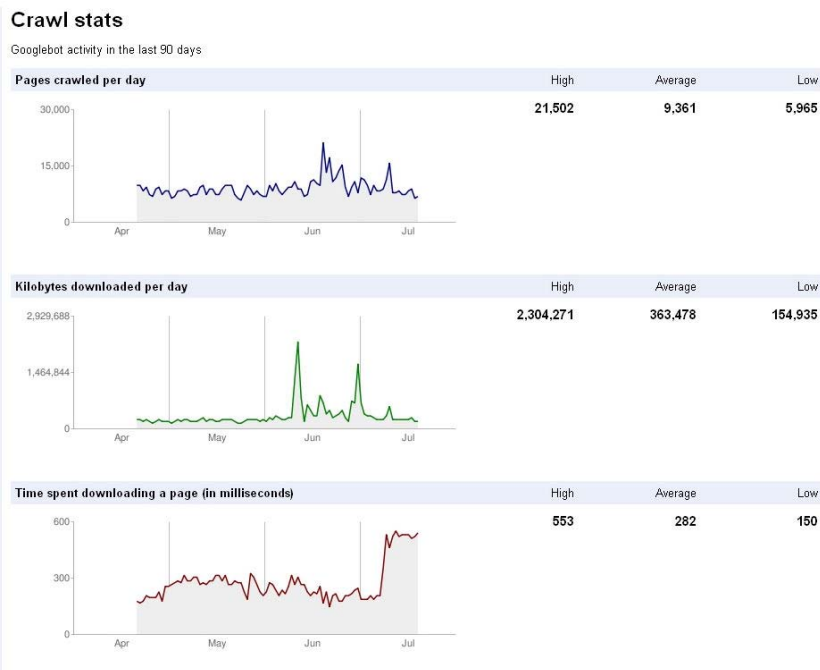 Crawl stats
Googlebot activity in the last 90 days
Pages crawled per day High Average Low
21,502 9,361 5,965
30,000
15,000
0
Apr May Jun Jul
Kilobytes downloaded per day High Average Low
2,304,271 363,478 154,935
2,929,688
1,464,844
0
Apr May Jun Jul
Time spent downloading a page (in milliseconds) High Average Low
553 282 150
600
300
0
Apr May Jun Jul